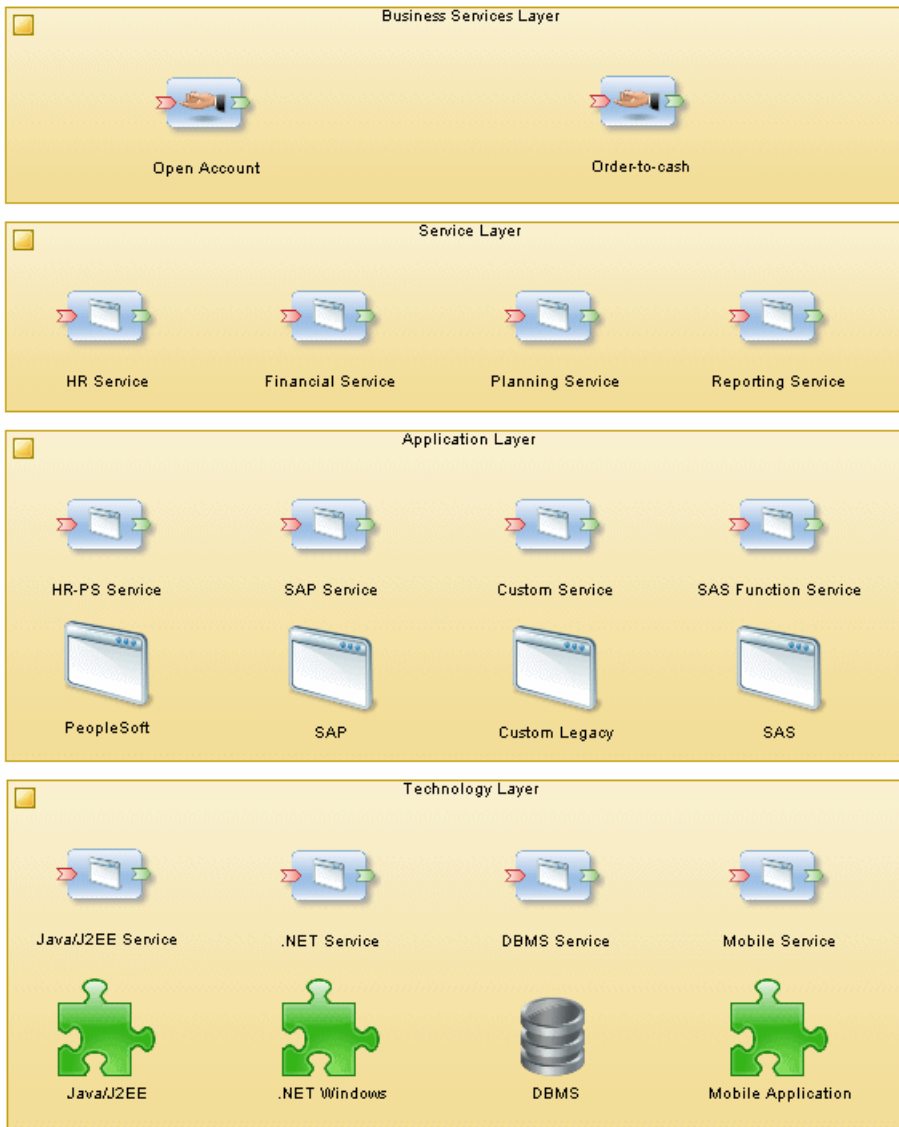 Business Services Layer
Open Account
Order-to-cash
Service Layer
HR Service
Financial Service
Planning Service
Reporting Service
Application Layer
HR-PS Service
SAP Service
Custom Service
SAS Function Service
PeopleSoft
SAP
Custom Legacy
SAS
Technology Layer
Java/J2EE Service
.NET Service
DBMS Service
Mobile Service
Java/J2EE
.NET Windows
DBMS
Mobile Application